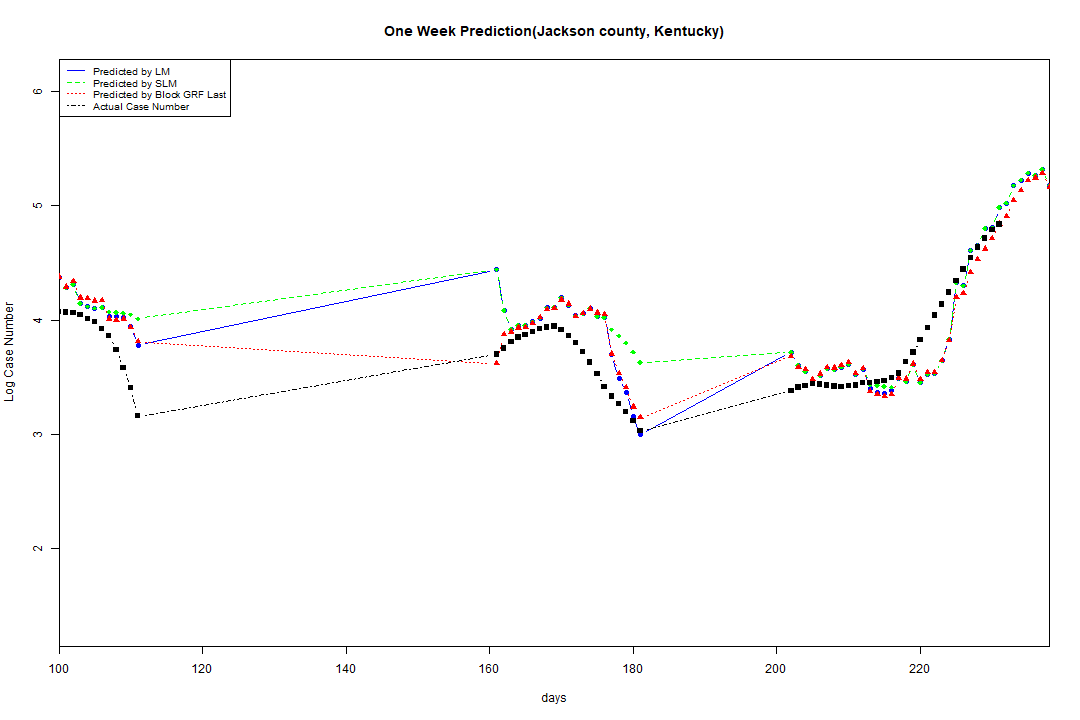 One Week Prediction(Jackson county, Kentucky)
Predicted by LM
Predicted by SLM
Predicted by Block GRF Last
Actual Case Number
6
5
4
3
2
Log Case Number
100 120 140 160 180 200 220
days